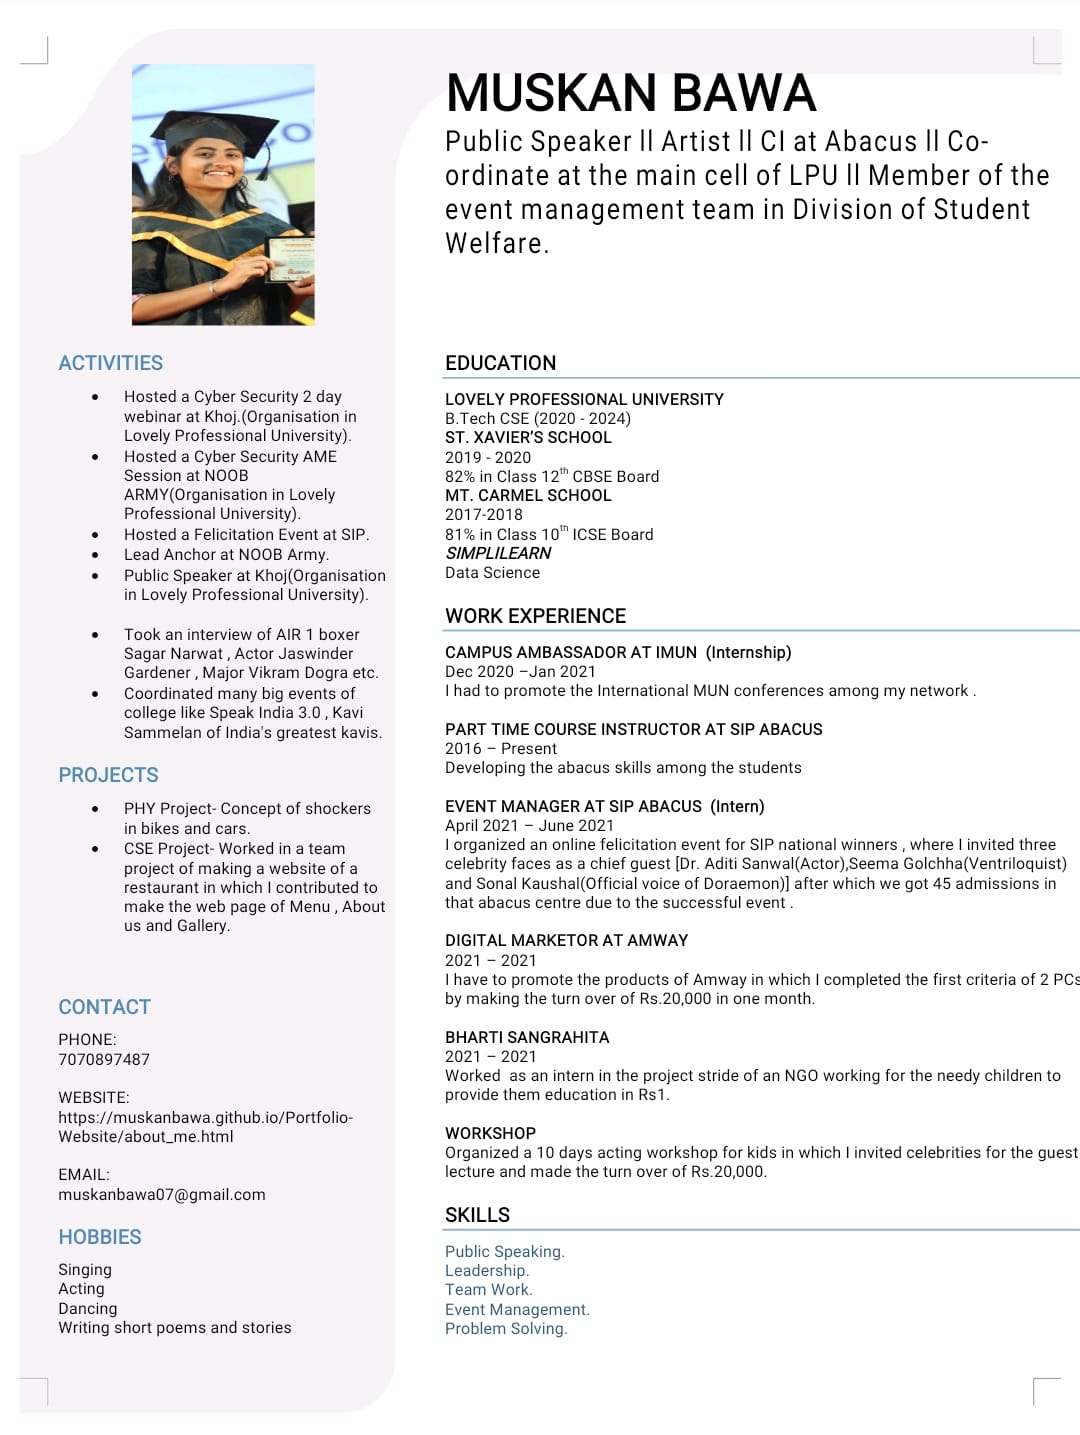 MUSKAN BAWA
Public Speaker ll Artist ll CI at Abacus ll Co-
ordinate at the main cell of LPU ll Member of the
event management team in Division of Student
Welfare.
ACTIVITIES
• Hosted a Cyber Security 2 day
webinar at Khoj.(Organisation in
Lovely Professional University).
• Hosted a Cyber Security AME
Session at NOOB
ARMY(Organisation in Lovely
Professional University).
• Hosted a Felicitation Event at SIP.
• Lead Anchor at NOOB Army.
• Public Speaker at Khoj(Organisation
in Lovely Professional University).
• Took an interview of AIR 1 boxer
Sagar Narwat , Actor Jaswinder
Gardener , Major Vikram Dogra etc.
• Coordinated many big events of
college like Speak India 3.0 , Kavi
Sammelan of India's greatest kavis.
PROJECTS
• PHY Project- Concept of shockers
in bikes and cars.
• CSE Project- Worked in a team
project of making a website of a
restaurant in which I contributed to
make the web page of Menu , About
us and Gallery.
CONTACT
PHONE:
7070897487
WEBSITE:
https://muskanbawa.github.io/Portfolio-
Website/about_me.html
EMAIL:
muskanbawa07@gmail.com
HOBBIES
Singing
Acting
Dancing
Writing short poems and stories
EDUCATION
LOVELY PROFESSIONAL UNIVERSITY
B.Tech CSE (2020 - 2024)
ST. XAVIER’S SCHOOL
2019 - 2020
82% in Class 12th CBSE Board
MT. CARMEL SCHOOL
2017-2018
81% in Class 10th ICSE Board
SIMPLILEARN
Data Science
WORK EXPERIENCE
CAMPUS AMBASSADOR AT IMUN (Internship)
Dec 2020 –Jan 2021
I had to promote the International MUN conferences among my network .
PART TIME COURSE INSTRUCTOR AT SIP ABACUS
2016 – Present
Developing the abacus skills among the students
EVENT MANAGER AT SIP ABACUS (Intern)
April 2021 – June 2021
I organized an online felicitation event for SIP national winners , where I invited three
celebrity faces as a chief guest [Dr. Aditi Sanwal(Actor),Seema Golchha(Ventriloquist)
and Sonal Kaushal(Official voice of Doraemon)] after which we got 45 admissions in
that abacus centre due to the successful event .
DIGITAL MARKETOR AT AMWAY
2021 – 2021
I have to promote the products of Amway in which I completed the first criteria of 2 PCs
by making the turn over of Rs.20,000 in one month.
BHARTI SANGRAHITA
2021 – 2021
Worked as an intern in the project stride of an NGO working for the needy children to
provide them education in Rs1.
WORKSHOP
Organized a 10 days acting workshop for kids in which I invited celebrities for the guest
lecture and made the turn over of Rs.20,000.
SKILLS
Public Speaking.
Leadership.
Team Work.
Event Management.
Problem Solving.